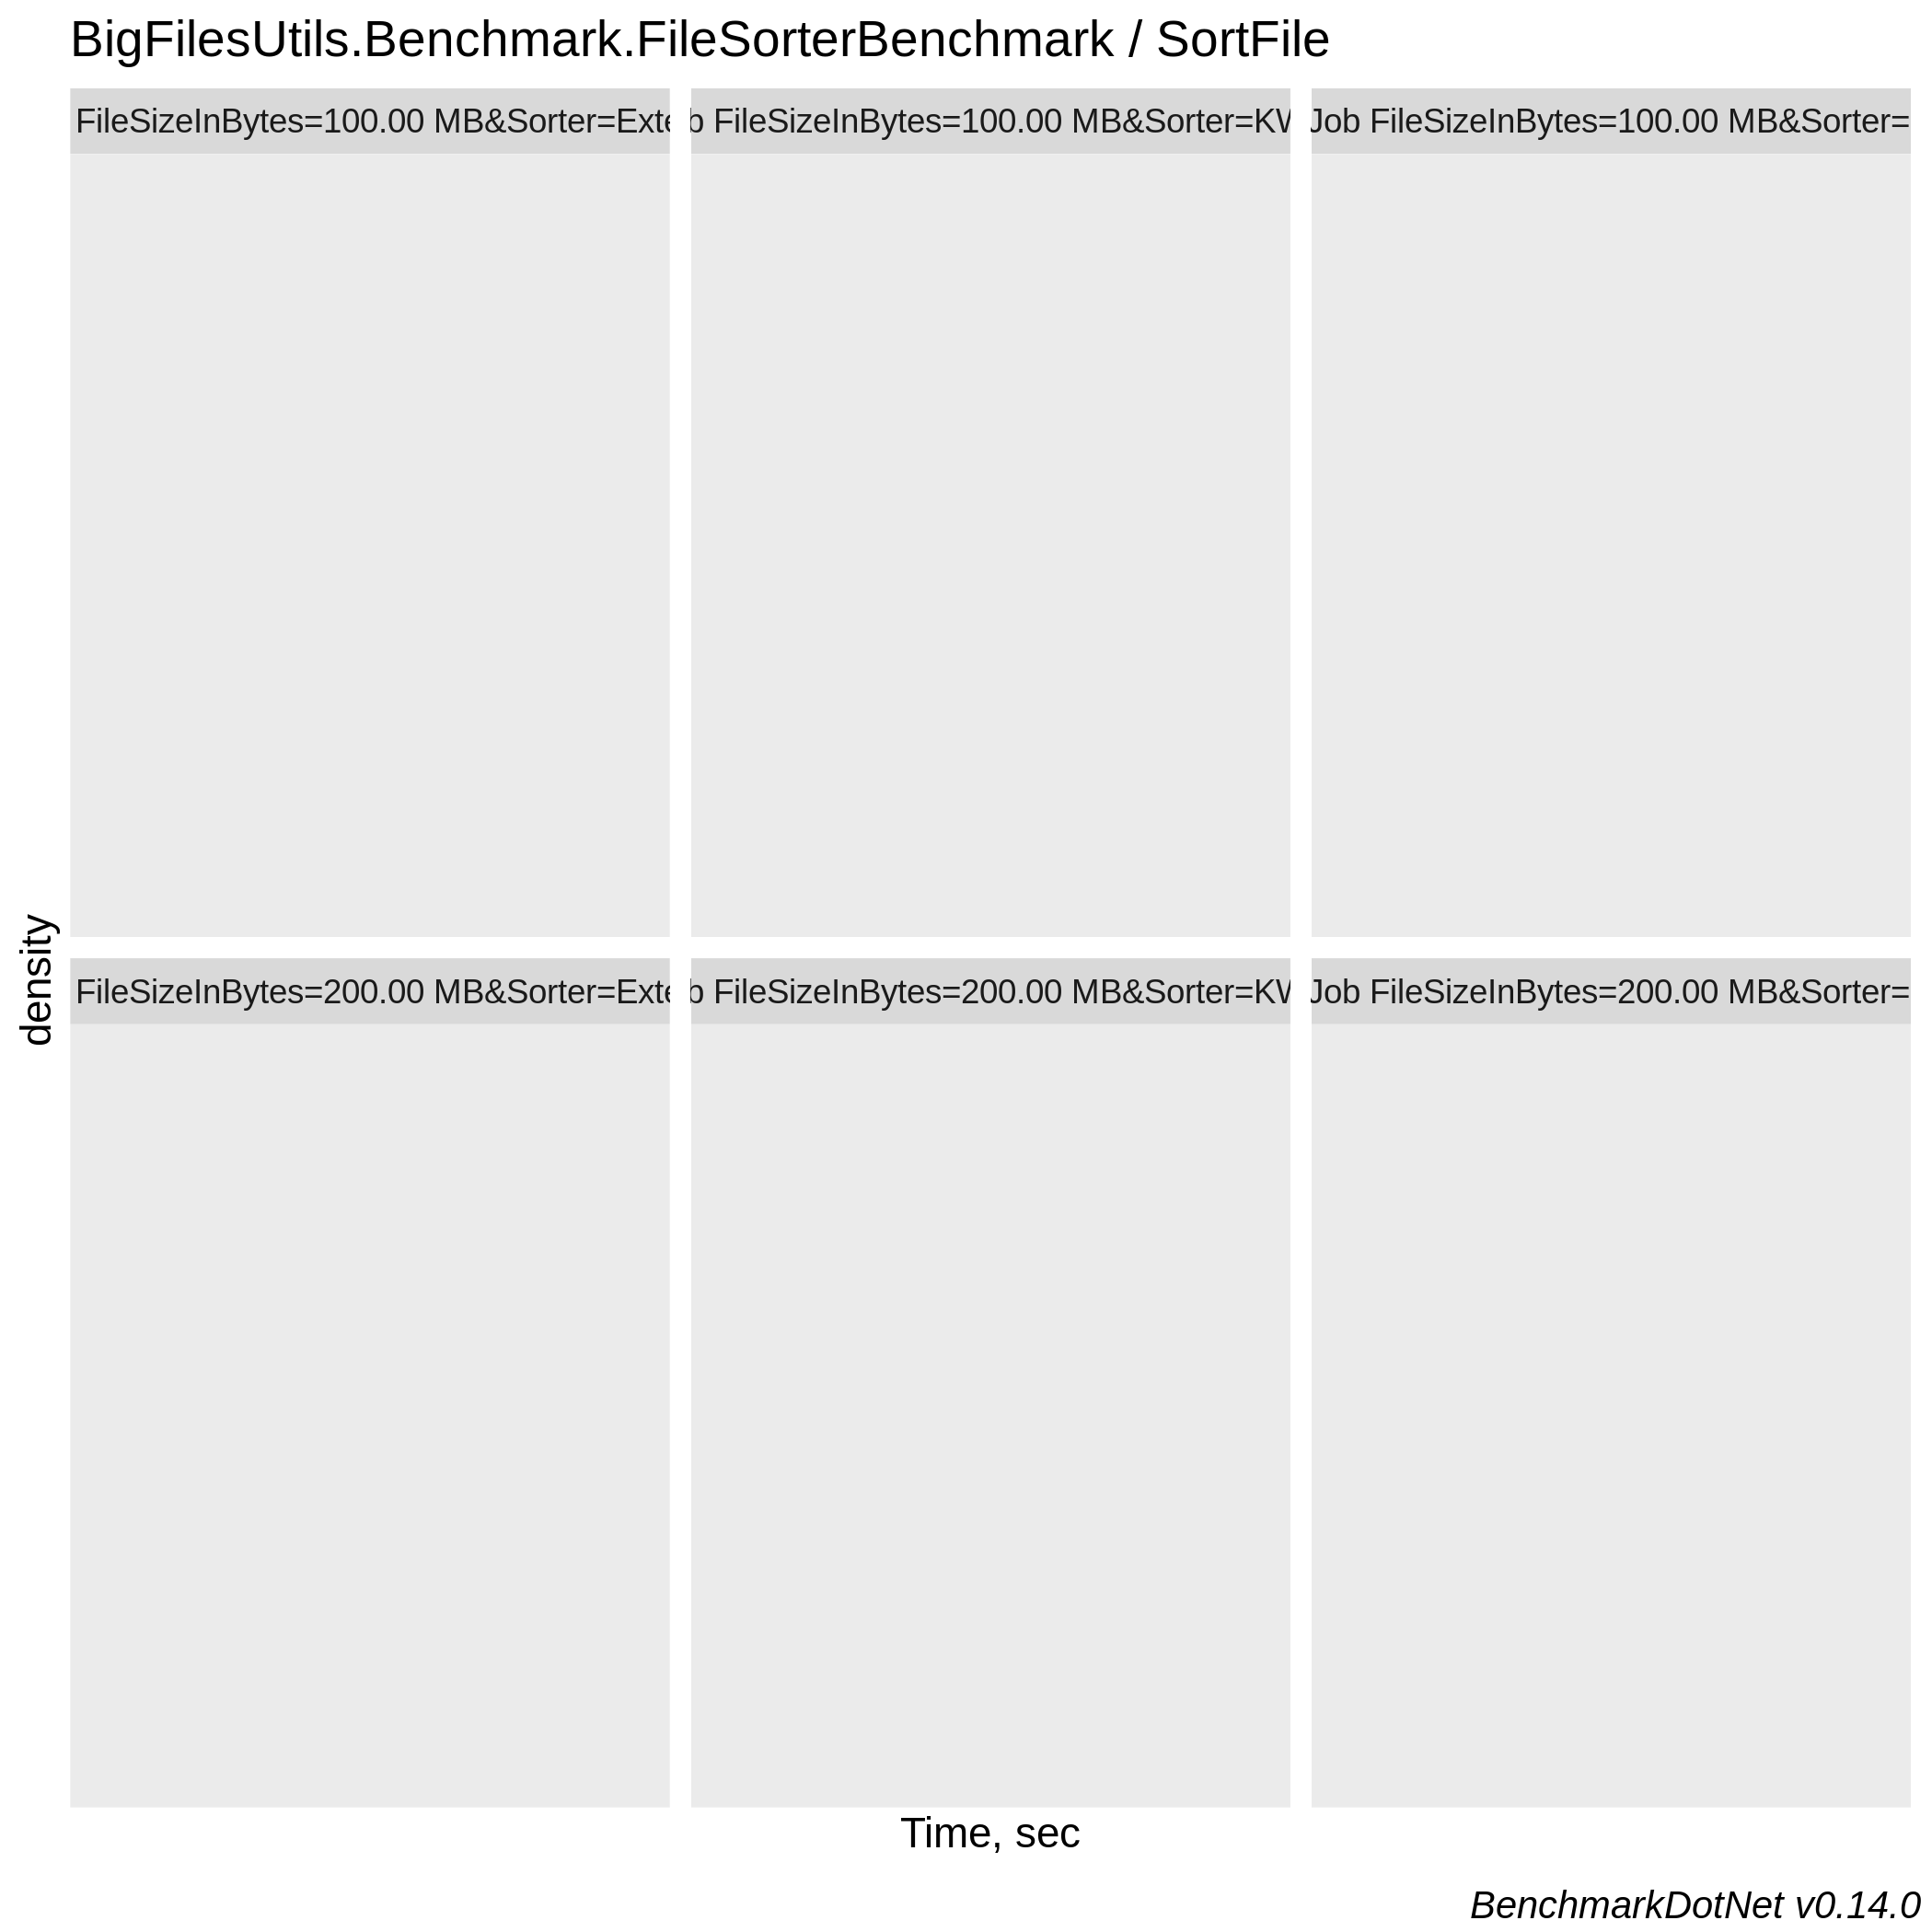 BigFilesUtils.Benchmark.FileSorterBenchmark / SortFile
FileSizeInBytes=100.00 MB&Sorter=Exte
b FileSizeInBytes=100.00 MB&Sorter=KW
Job FileSizeInBytes=100.00 MB&Sorter=
density
FileSizeInBytes=200.00 MB&Sorter=Exte
b FileSizeInBytes=200.00 MB&Sorter=KW
Job FileSizeInBytes=200.00 MB&Sorter=
Time, sec
BenchmarkDotNet v0.14.0